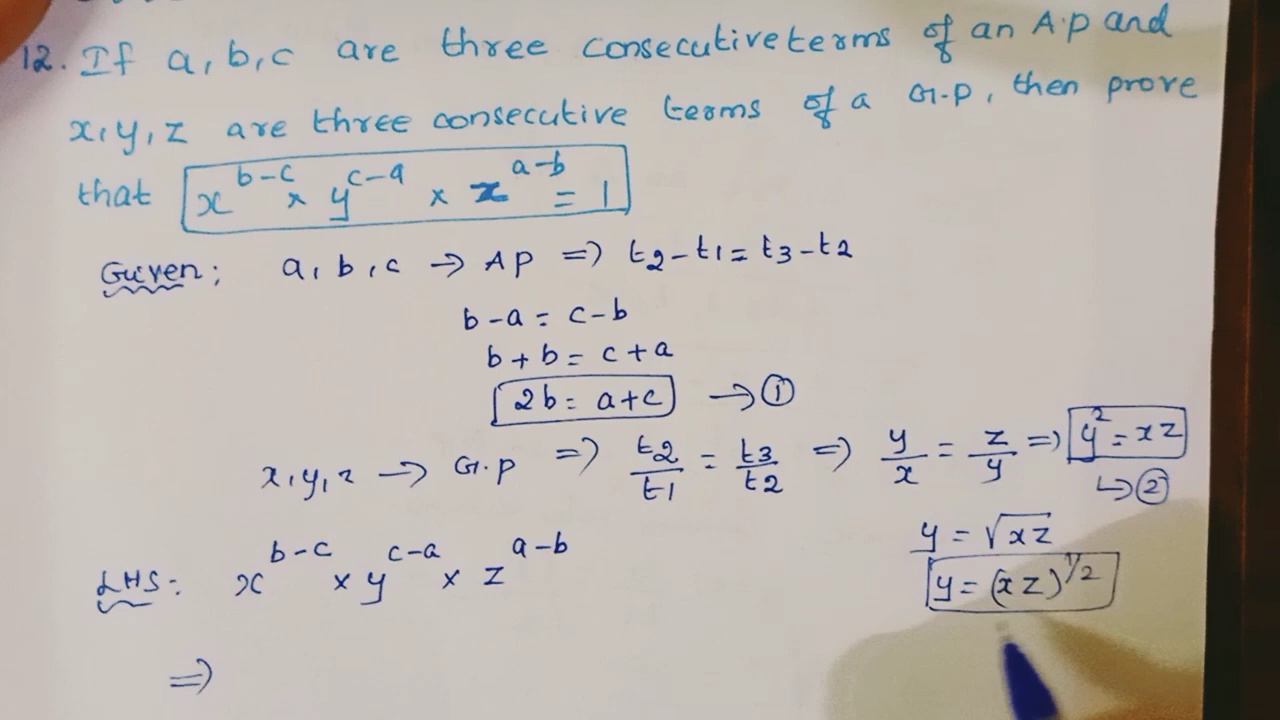 12. If a, b, c are three consecutive terms of an A.P and
x, y, z are three consecutive terms of a G.P, then prove
that x^(b-c) × y^(c-a) × z^(a-b) = 1
Given; a, b, c → AP ⇒ t2 - t1 = t3 - t2
b - a = c - b
b + b = c + a
2b = a + c → ①
x, y, z → G.P ⇒ t2/t1 = t3/t2 ⇒ y/x = z/y ⇒ y² = xz
↳ ②
y = √xz
LHS: x^(b-c) × y^(c-a) × z^(a-b)
y = (xz)^(1/2)
⇒